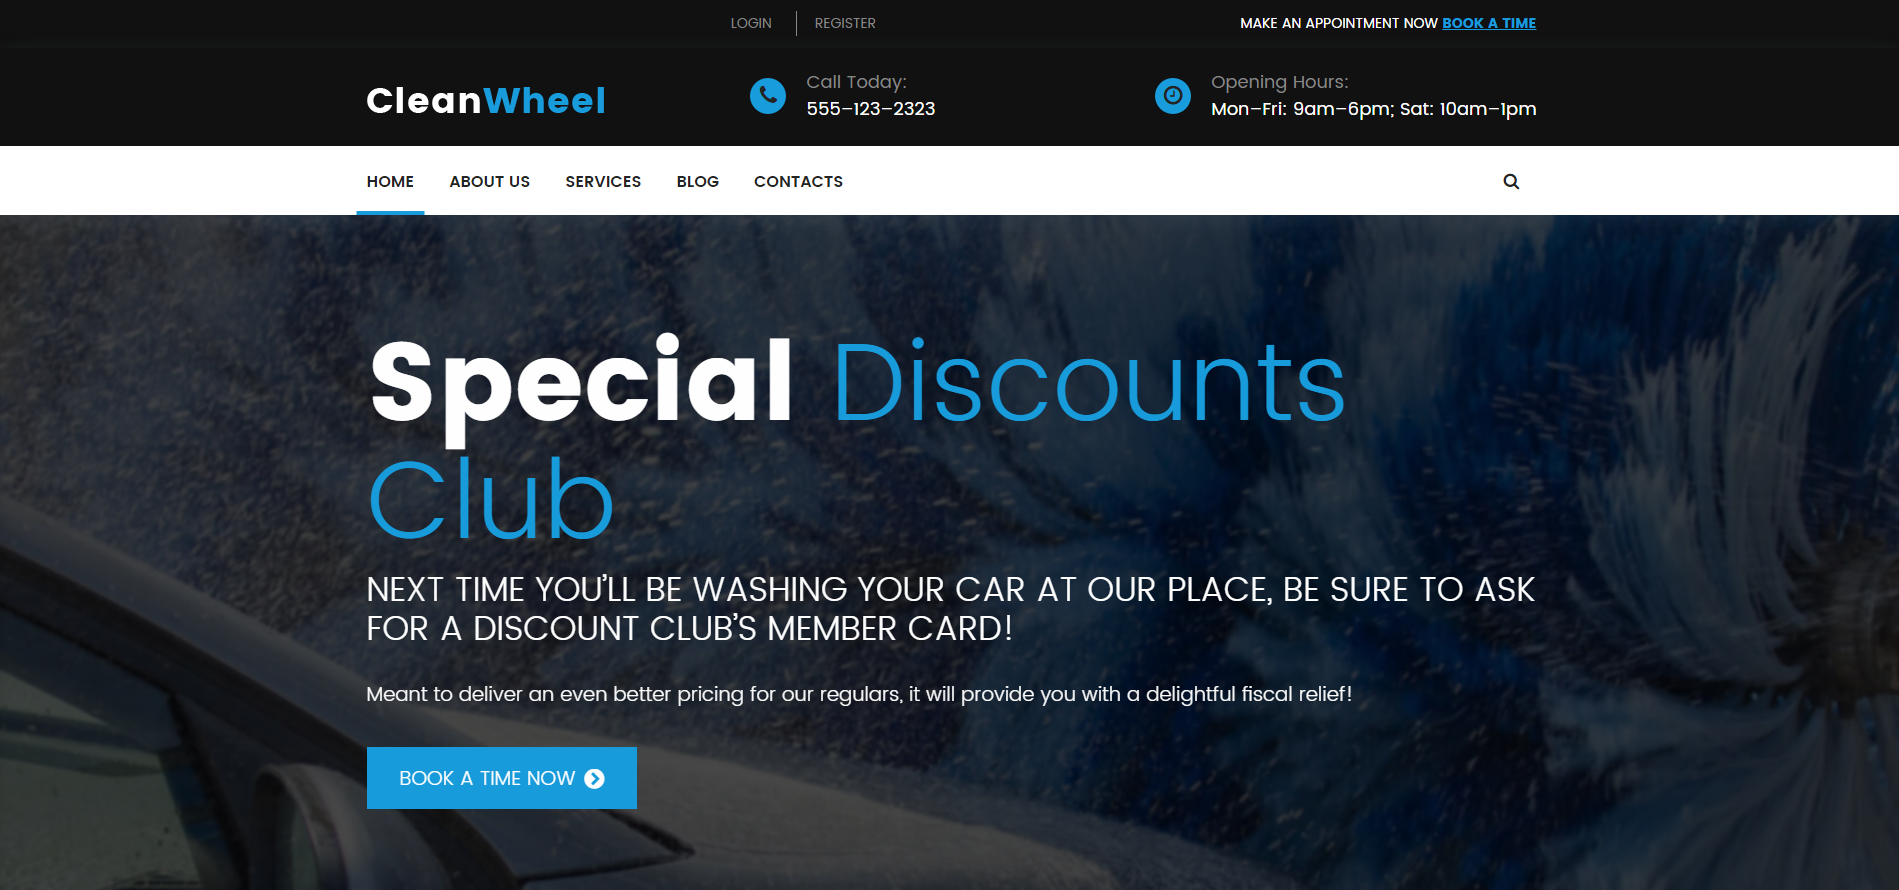 LOGIN
REGISTER
MAKE AN APPOINTMENT NOW BOOK A TIME
CleanWheel
Call Today:
555–123–2323
Opening Hours:
Mon–Fri: 9am–6pm; Sat: 10am–1pm
HOME
ABOUT US
SERVICES
BLOG
CONTACTS
Special Discounts
Club
NEXT TIME YOU’LL BE WASHING YOUR CAR AT OUR PLACE, BE SURE TO ASK
FOR A DISCOUNT CLUB’S MEMBER CARD!
Meant to deliver an even better pricing for our regulars, it will provide you with a delightful fiscal relief!
BOOK A TIME NOW